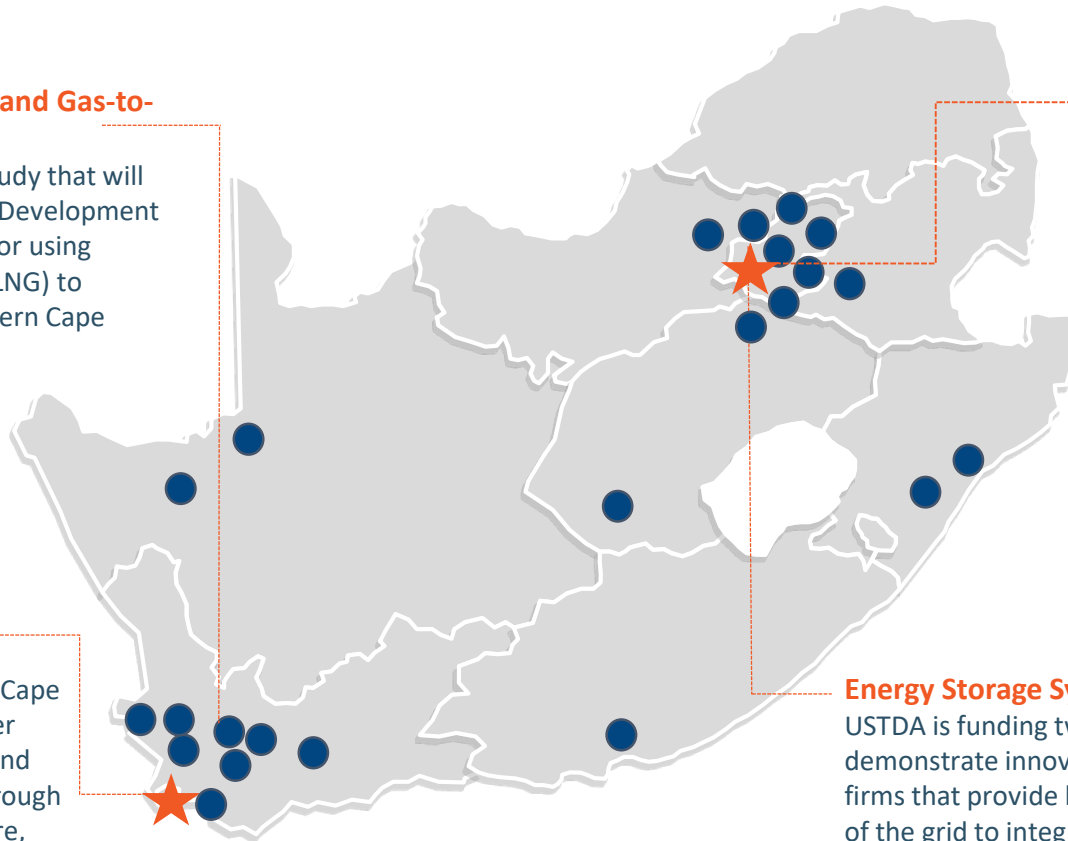 and Gas-to-
udy that will
Development
or using
LNG) to
ern Cape
Cape
er
nd
rough
re,
Energy Storage Sy
USTDA is funding tw
demonstrate innov
firms that provide
of the grid to integ